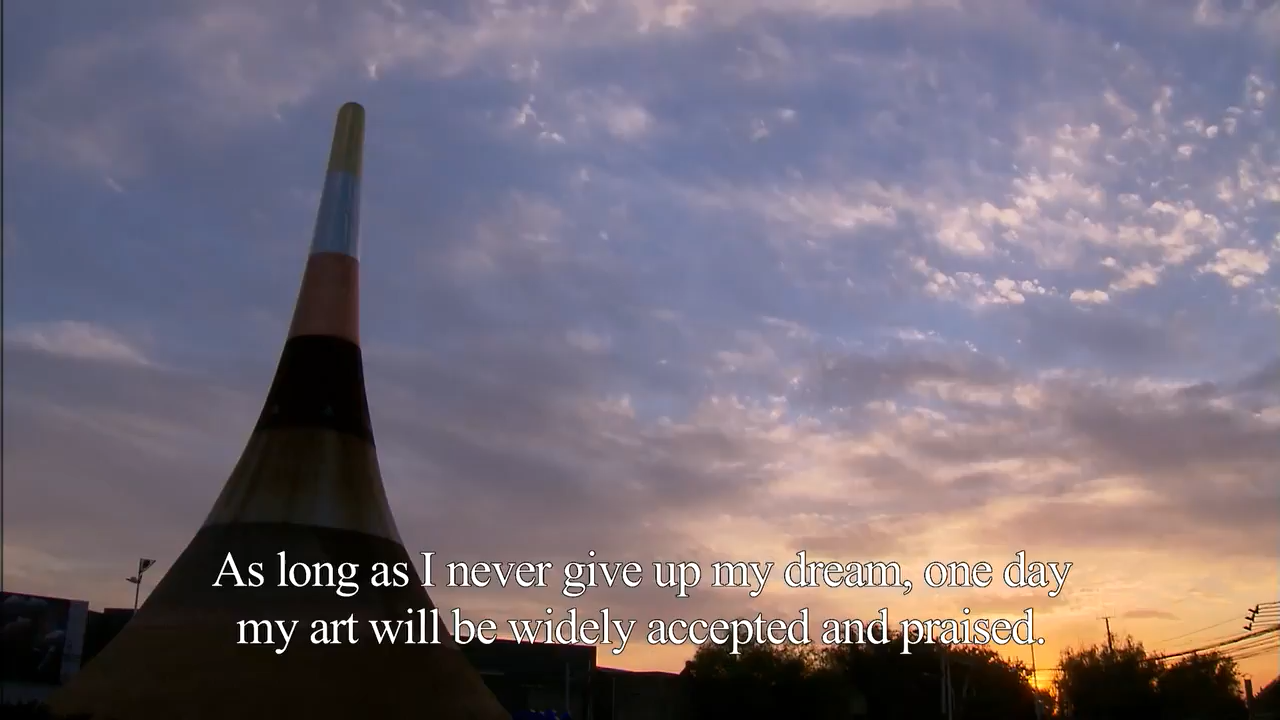 As long as I never give up my dream, one day
my art will be widely accepted and praised.